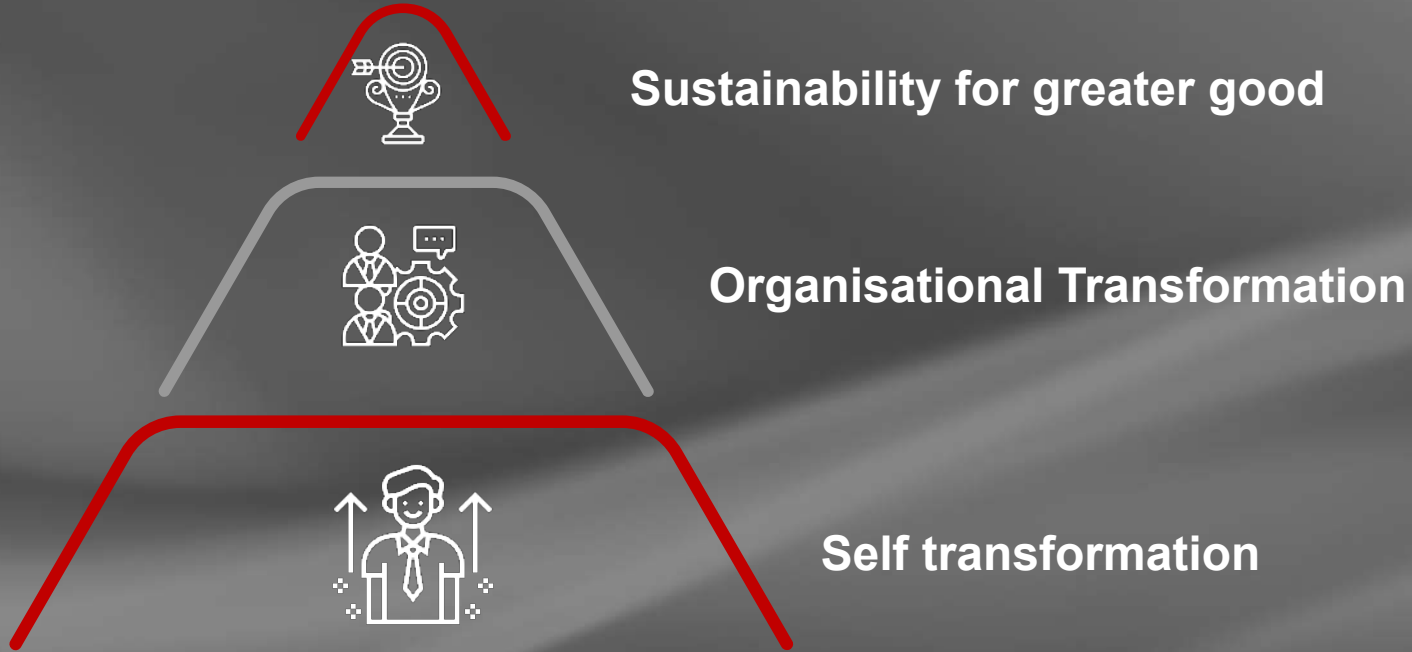 Sustainability for greater good
Organisational Transformation
Self transformation